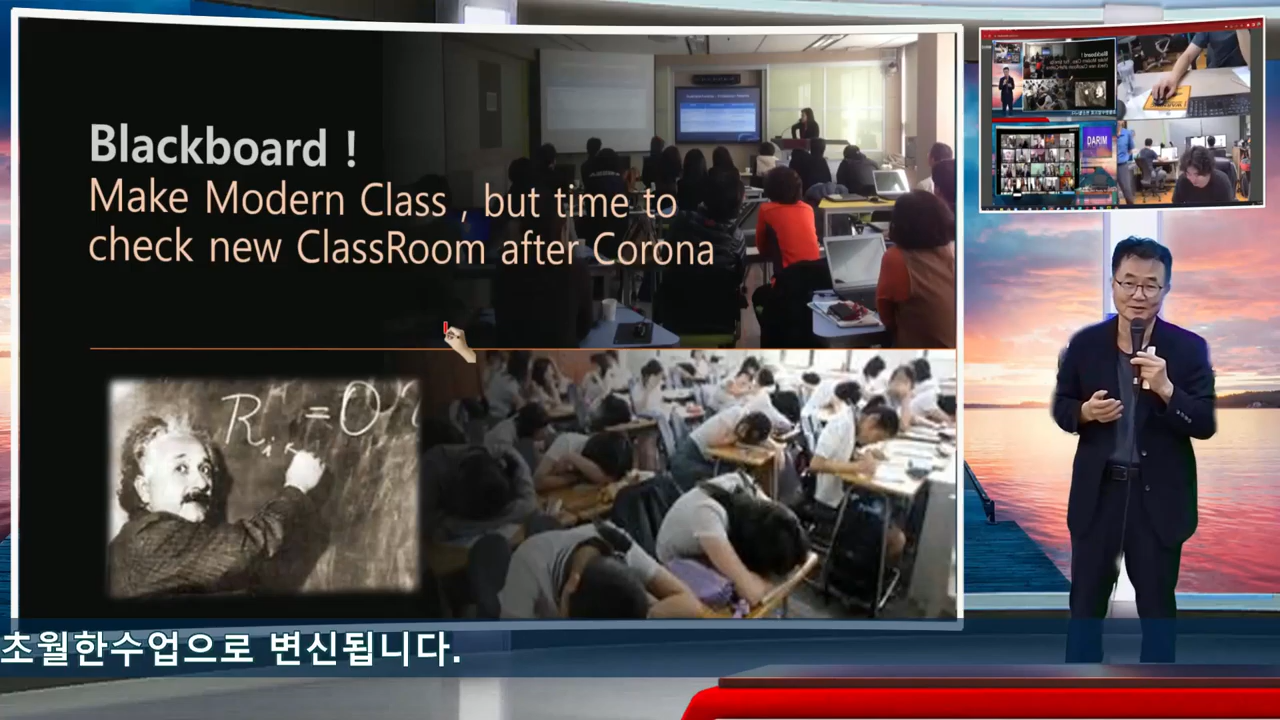 Blackboard !
Make Modern Class , but time to
check new ClassRoom after Corona
DARIM
초월한수업으로 변신됩니다.